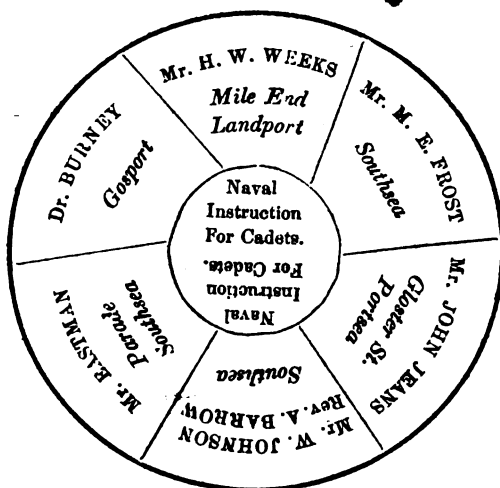 Mr. H. W. WEEKS
Mile End
Landport
Mr. M. E. FROST
Southsea
Mr. JOHN JEANS
Gloster St.
Portsea
Mr. W. JOHNSON
Rev. A. BARROW
Southsea
Mr. EASTMAN
Parade
Southsea
Dr. BURNEY
Gosport
Naval
Instruction
For Cadets.
Naval
Instruction
For Cadets.